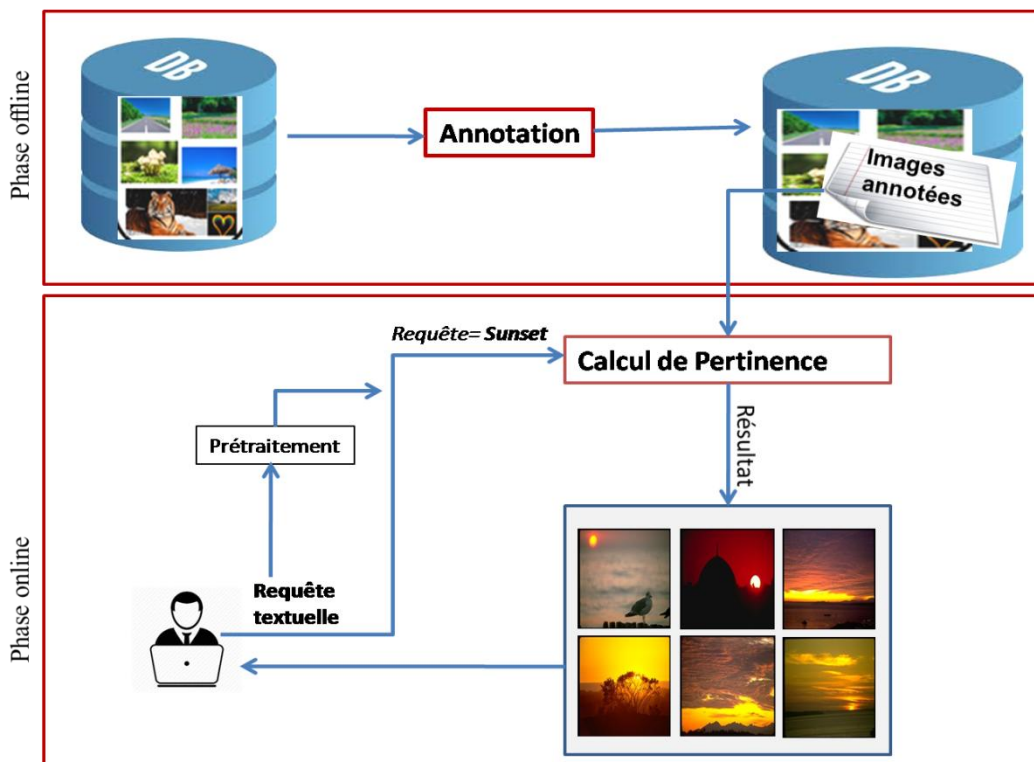 Phase offline
DB
DB
Annotation
Images
annotées
Phase online
Requête= Sunset
Calcul de Pertinence
Prétraitement
Résultat
Requête
textuelle